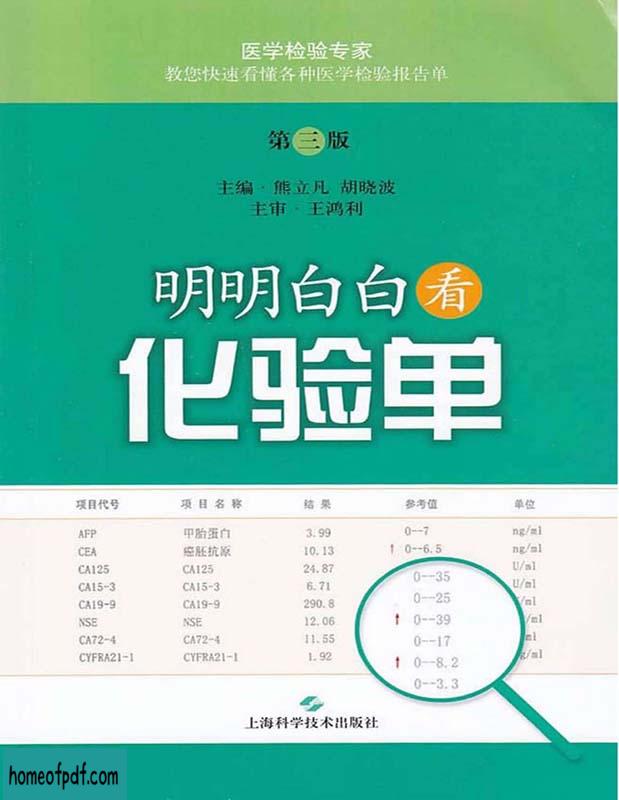 医学检验专家
教您快速看懂各种医学检验报告单
第三版
主编·熊立凡 胡晓波
主审·王鸿利
明明白白看
化验单
项目代号 项目名称 结果 参考值 单位
AFP 甲胎蛋白 3.99 0--7 ng/ml
CEA 癌胚抗原 10.13 ↑ 0--6.5 ng/ml
CA125 CA125 24.87 0--35 U/ml
CA15-3 CA15-3 6.71 0--25 U/ml
CA19-9 CA19-9 290.8 ↑ 0--39 /ml
NSE NSE 12.06 0--17 /ml
CA72-4 CA72-4 11.55 ↑ 0--8.2 /ml
CYFRA21-1 CYFRA21-1 1.92 0--3.3 g/ml
上海科学技术出版社
homeofpdf.com